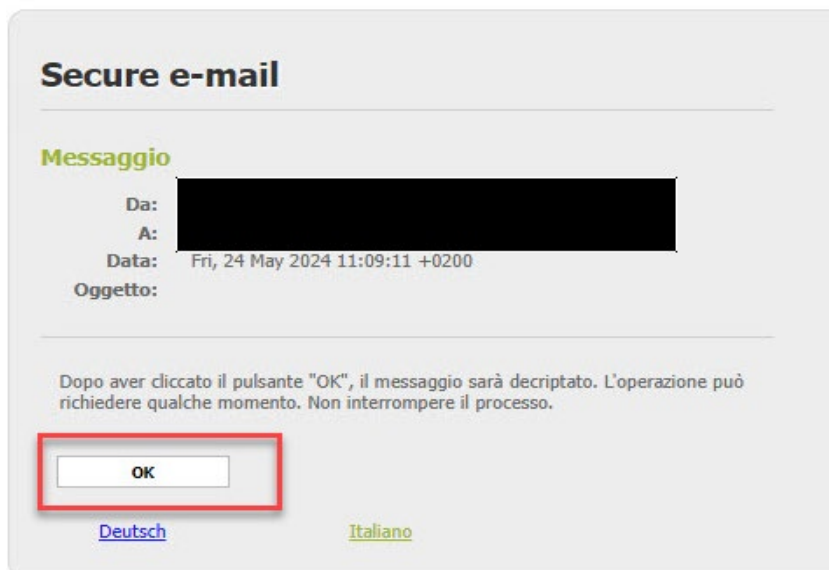 Secure e-mail
Messaggio
Da:
A:
Data: Fri, 24 May 2024 11:09:11 +0200
Oggetto:
Dopo aver cliccato il pulsante "OK", il messaggio sarà decriptato. L'operazione può
richiedere qualche momento. Non interrompere il processo.
OK
Deutsch Italiano